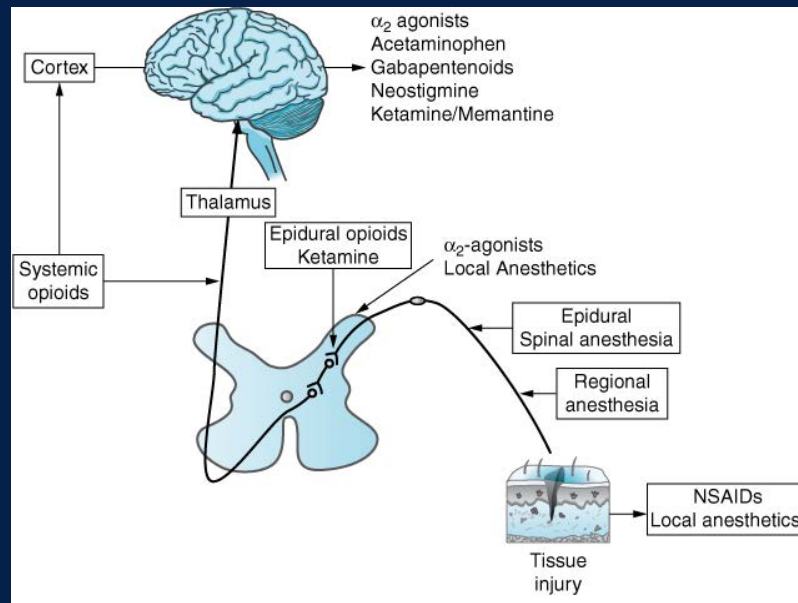 α2 agonists
Acetaminophen
Gabapentenoids
Neostigmine
Ketamine/Memantine
Cortex
Thalamus
Systemic
opioids
Epidural opioids
Ketamine
α2-agonists
Local Anesthetics
Epidural
Spinal anesthesia
Regional
anesthesia
NSAIDs
Local anesthetics
Tissue
injury